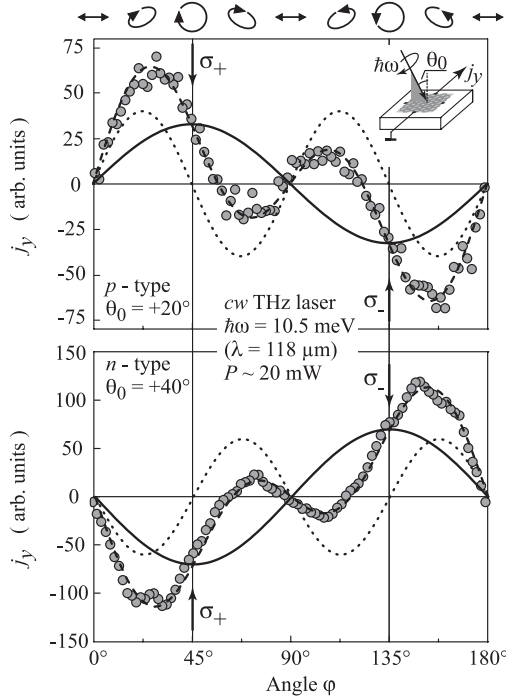 75
50
25
0
-25
-50
-75
j_y ( arb. units )
σ+
σ-
ħω
θ0
j_y
p - type
θ0 = +20°
cw THz laser
ħω = 10.5 meV
(λ = 118 μm)
P ~ 20 mW
150
100
50
0
-50
-100
-150
j_y ( arb. units )
n - type
θ0 = +40°
σ-
σ+
0° 45° 90° 135° 180°
Angle φ